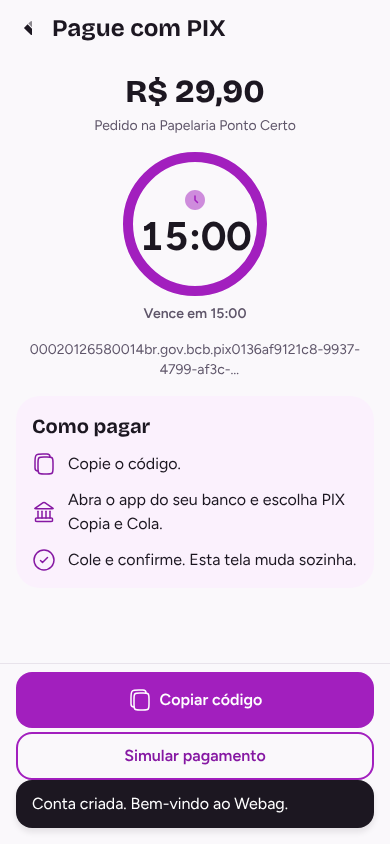 Pague com PIX
R$ 29,90
Pedido na Papelaria Ponto Certo
15:00
Vence em 15:00
00020126580014br.gov.bcb.pix0136af9121c8-9937-
4799-af3c-...
Como pagar
Copie o código.
Abra o app do seu banco e escolha PIX
Copia e Cola.
Cole e confirme. Esta tela muda sozinha.
Copiar código
Simular pagamento
Conta criada. Bem-vindo ao Webag.